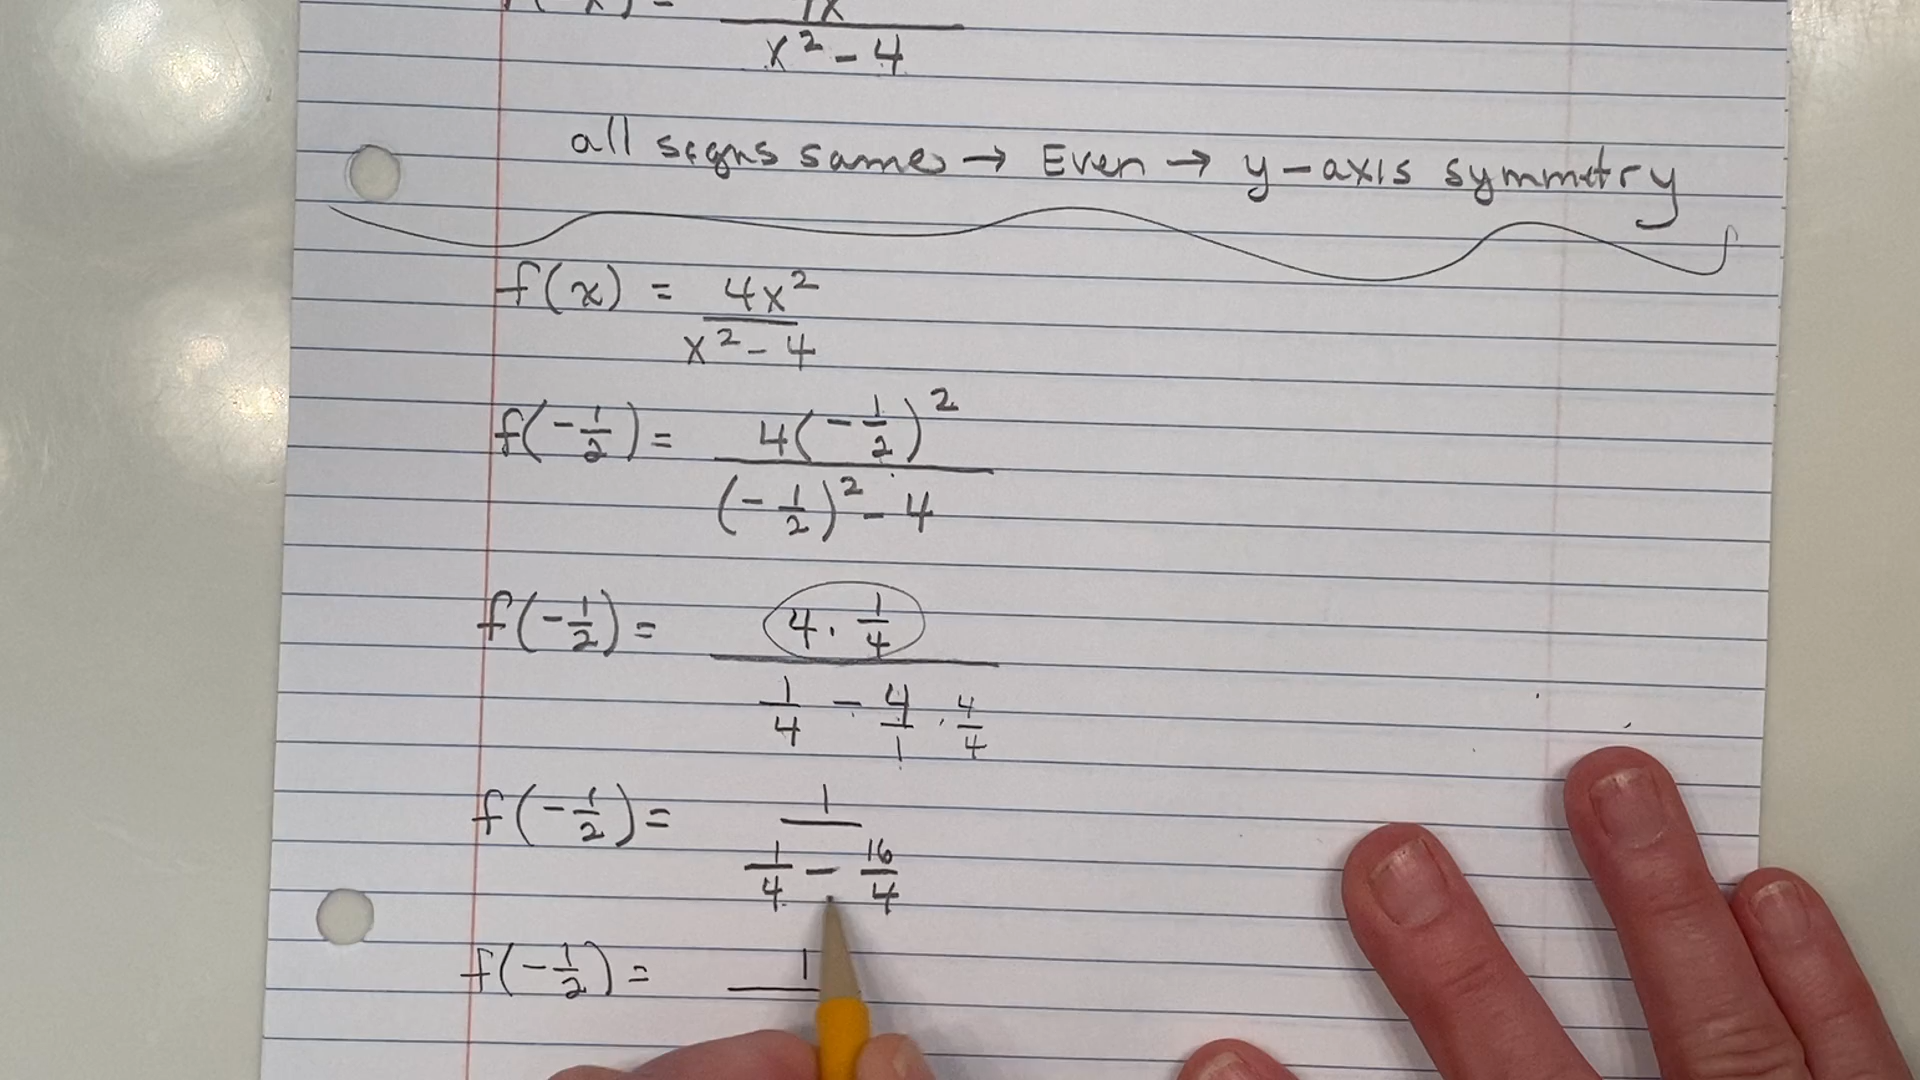 x² - 4
all signs same → Even → y-axis symmetry
f(x) = 4x²
x² - 4
f(-1/2) = 4(-1/2)²
(-1/2)² - 4
f(-1/2) = 4 · 1/4
1/4 - 4/1 · 4/4
f(-1/2) = 1
1/4 - 16/4
f(-1/2) = 1